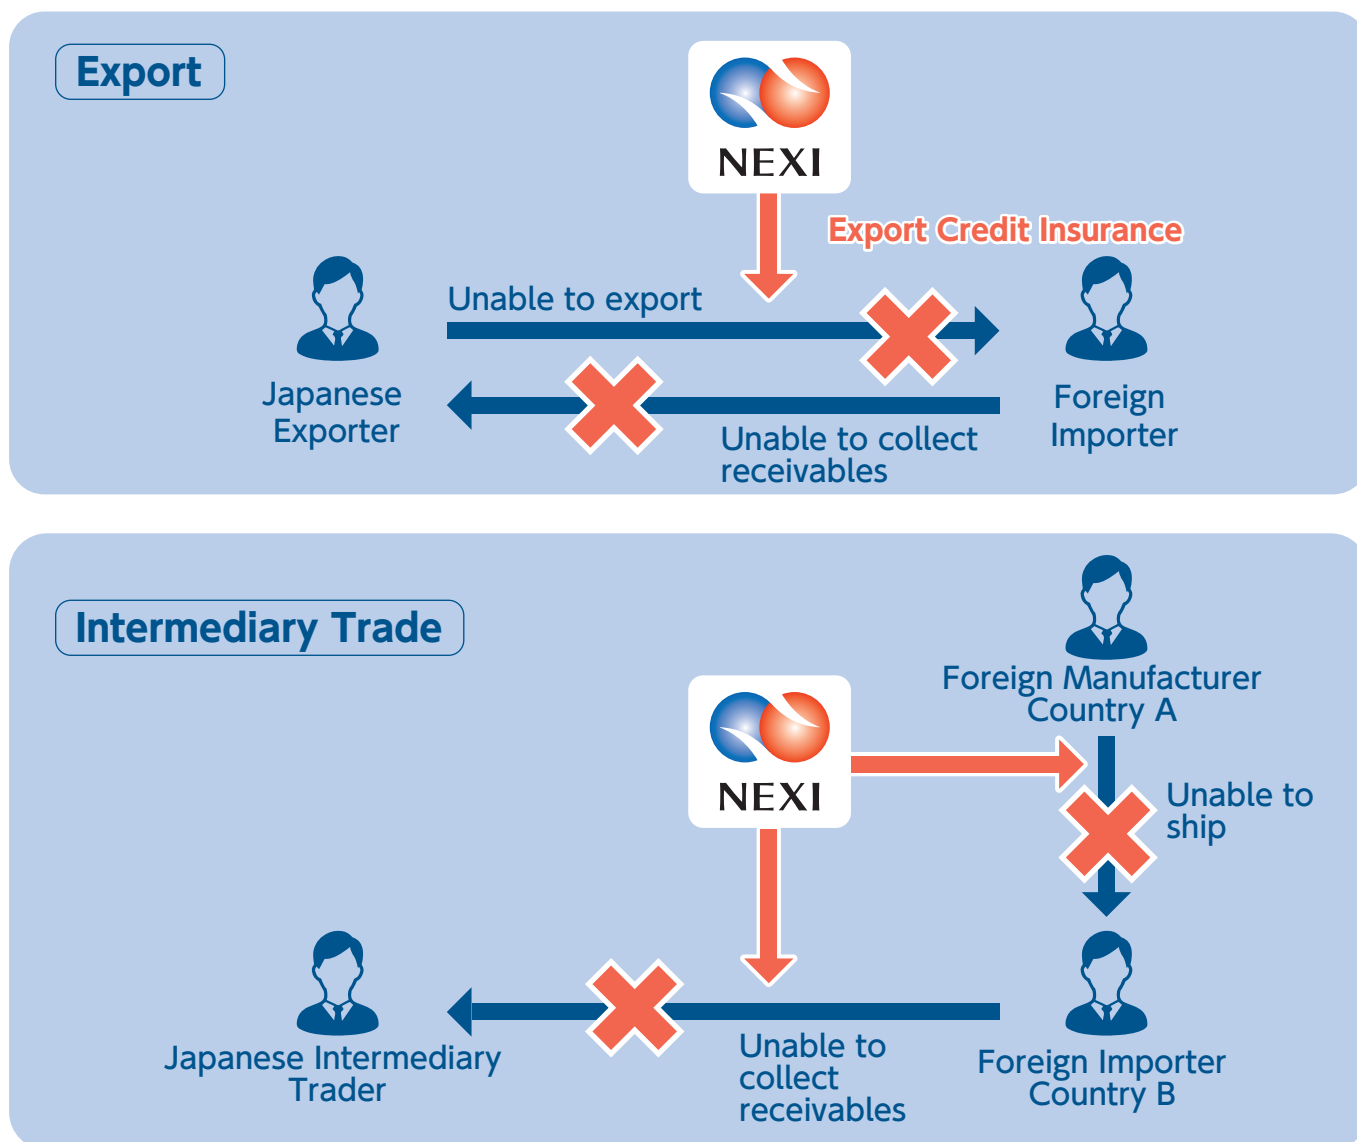 Export
NEXI
Export Credit Insurance
Unable to export
Japanese
Exporter
Foreign
Importer
Unable to collect
receivables
Intermediary Trade
Foreign Manufacturer
Country A
NEXI
Unable to
ship
Japanese Intermediary
Trader
Unable to
collect
receivables
Foreign Importer
Country B